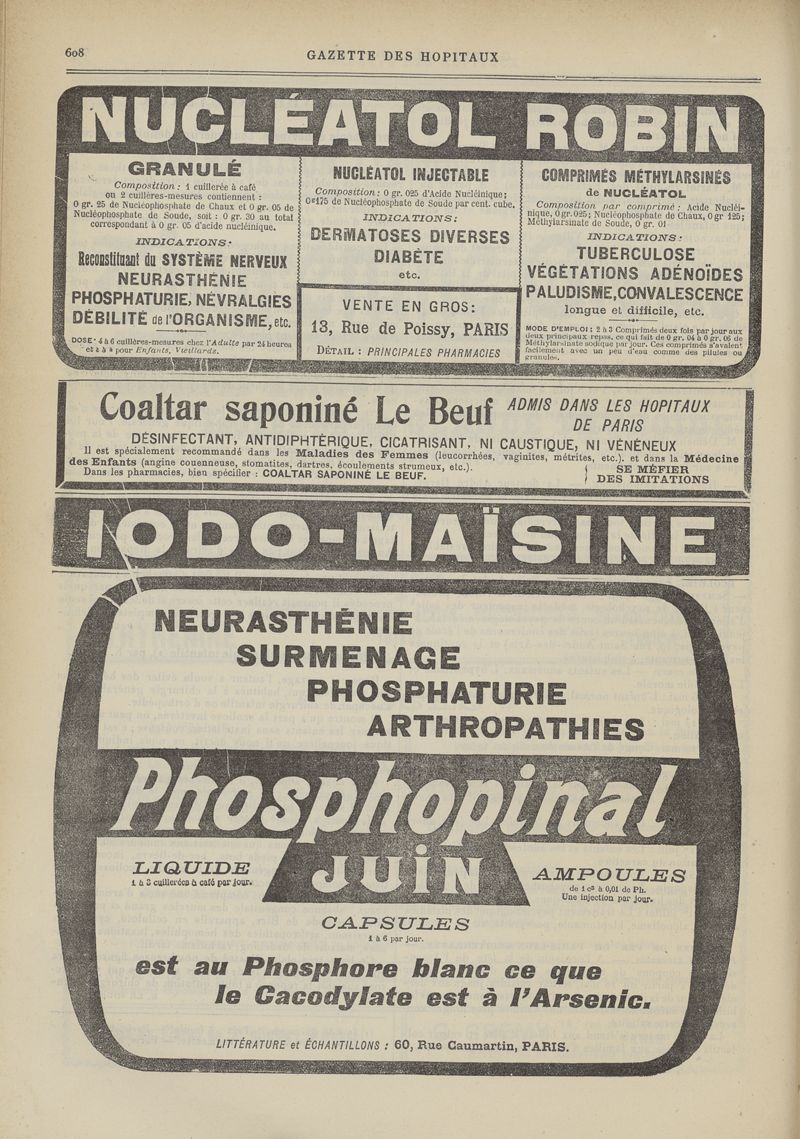 608
GAZETTE DES HOPITAUX
NUCLÉATOL ROBIN
GRANULÉ
Composition : 1 cuillerée à café
ou 2 cuillères-mesures contiennent :
0 gr. 25 de Nucléophosphate de Chaux et 0 gr. 05 de
Nucléophosphate de Soude, soit : 0 gr. 30 au total
correspondant à 0 gr. 05 d'acide nucléinique.
INDICATIONS :
Reconstituant du SYSTÈME NERVEUX
NEURASTHÉNIE
PHOSPHATURIE, NÉVRALGIES
DÉBILITÉ de l'ORGANISME, etc.
DOSE : 4 à 6 cuillères-mesures chez l'Adulte par 24 heures
et 2 à 4 pour Enfants, Vieillards.
NUCLÉATOL INJECTABLE
Composition : 0 gr. 025 d'Acide Nucléinique;
0gr175 de Nucléophosphate de Soude par cent. cube.
INDICATIONS :
DERMATOSES DIVERSES
DIABÈTE
etc.
VENTE EN GROS:
13, Rue de Poissy, PARIS
DÉTAIL : PRINCIPALES PHARMACIES
COMPRIMÉS MÉTHYLARSINÉS
de NUCLÉATOL
Composition par comprimé : Acide Nucléi-
nique, 0 gr. 025; Nucléophosphate de Chaux, 0 gr 125;
Méthylarsinate de Soude, 0 gr. 01
INDICATIONS :
TUBERCULOSE
VÉGÉTATIONS ADÉNOÏDES
PALUDISME, CONVALESCENCE
longue et difficile, etc.
MODE D'EMPLOI : 2 à 3 Comprimés deux fois par jour aux
deux principaux repas, ce qui fait de 0 gr. 04 à 0 gr. 06 de
Méthylarsinate sodique par jour. Ces comprimés s'avalent
facilement avec un peu d'eau comme des pilules ou
granules.
Coaltar saponiné Le Beuf ADMIS DANS LES HOPITAUX
DE PARIS
DÉSINFECTANT, ANTIDIPHTÉRIQUE, CICATRISANT, NI CAUSTIQUE, NI VÉNÉNEUX
Il est spécialement recommandé dans les Maladies des Femmes (leucorrhées, vaginites, métrites, etc.), et dans la Médecine
des Enfants (angine couenneuse, stomatites, dartres, écoulements strumeux, etc.).
Dans les pharmacies, bien spécifier : COALTAR SAPONINÉ LE BEUF.
SE MÉFIER
DES IMITATIONS
IODO-MAÏSINE
NEURASTHÉNIE
SURMENAGE
PHOSPHATURIE
ARTHROPATHIES
Phosphopinal
JUIN
LIQUIDE
1 à 3 cuillerées à café par jour.
AMPOULES
de 1 c3 à 0,01 de Ph.
Une injection par jour.
CAPSULES
1 à 6 par jour.
est au Phosphore blanc ce que
le Cacodylate est à l'Arsenic.
LITTÉRATURE et ÉCHANTILLONS : 60, Rue Caumartin, PARIS.